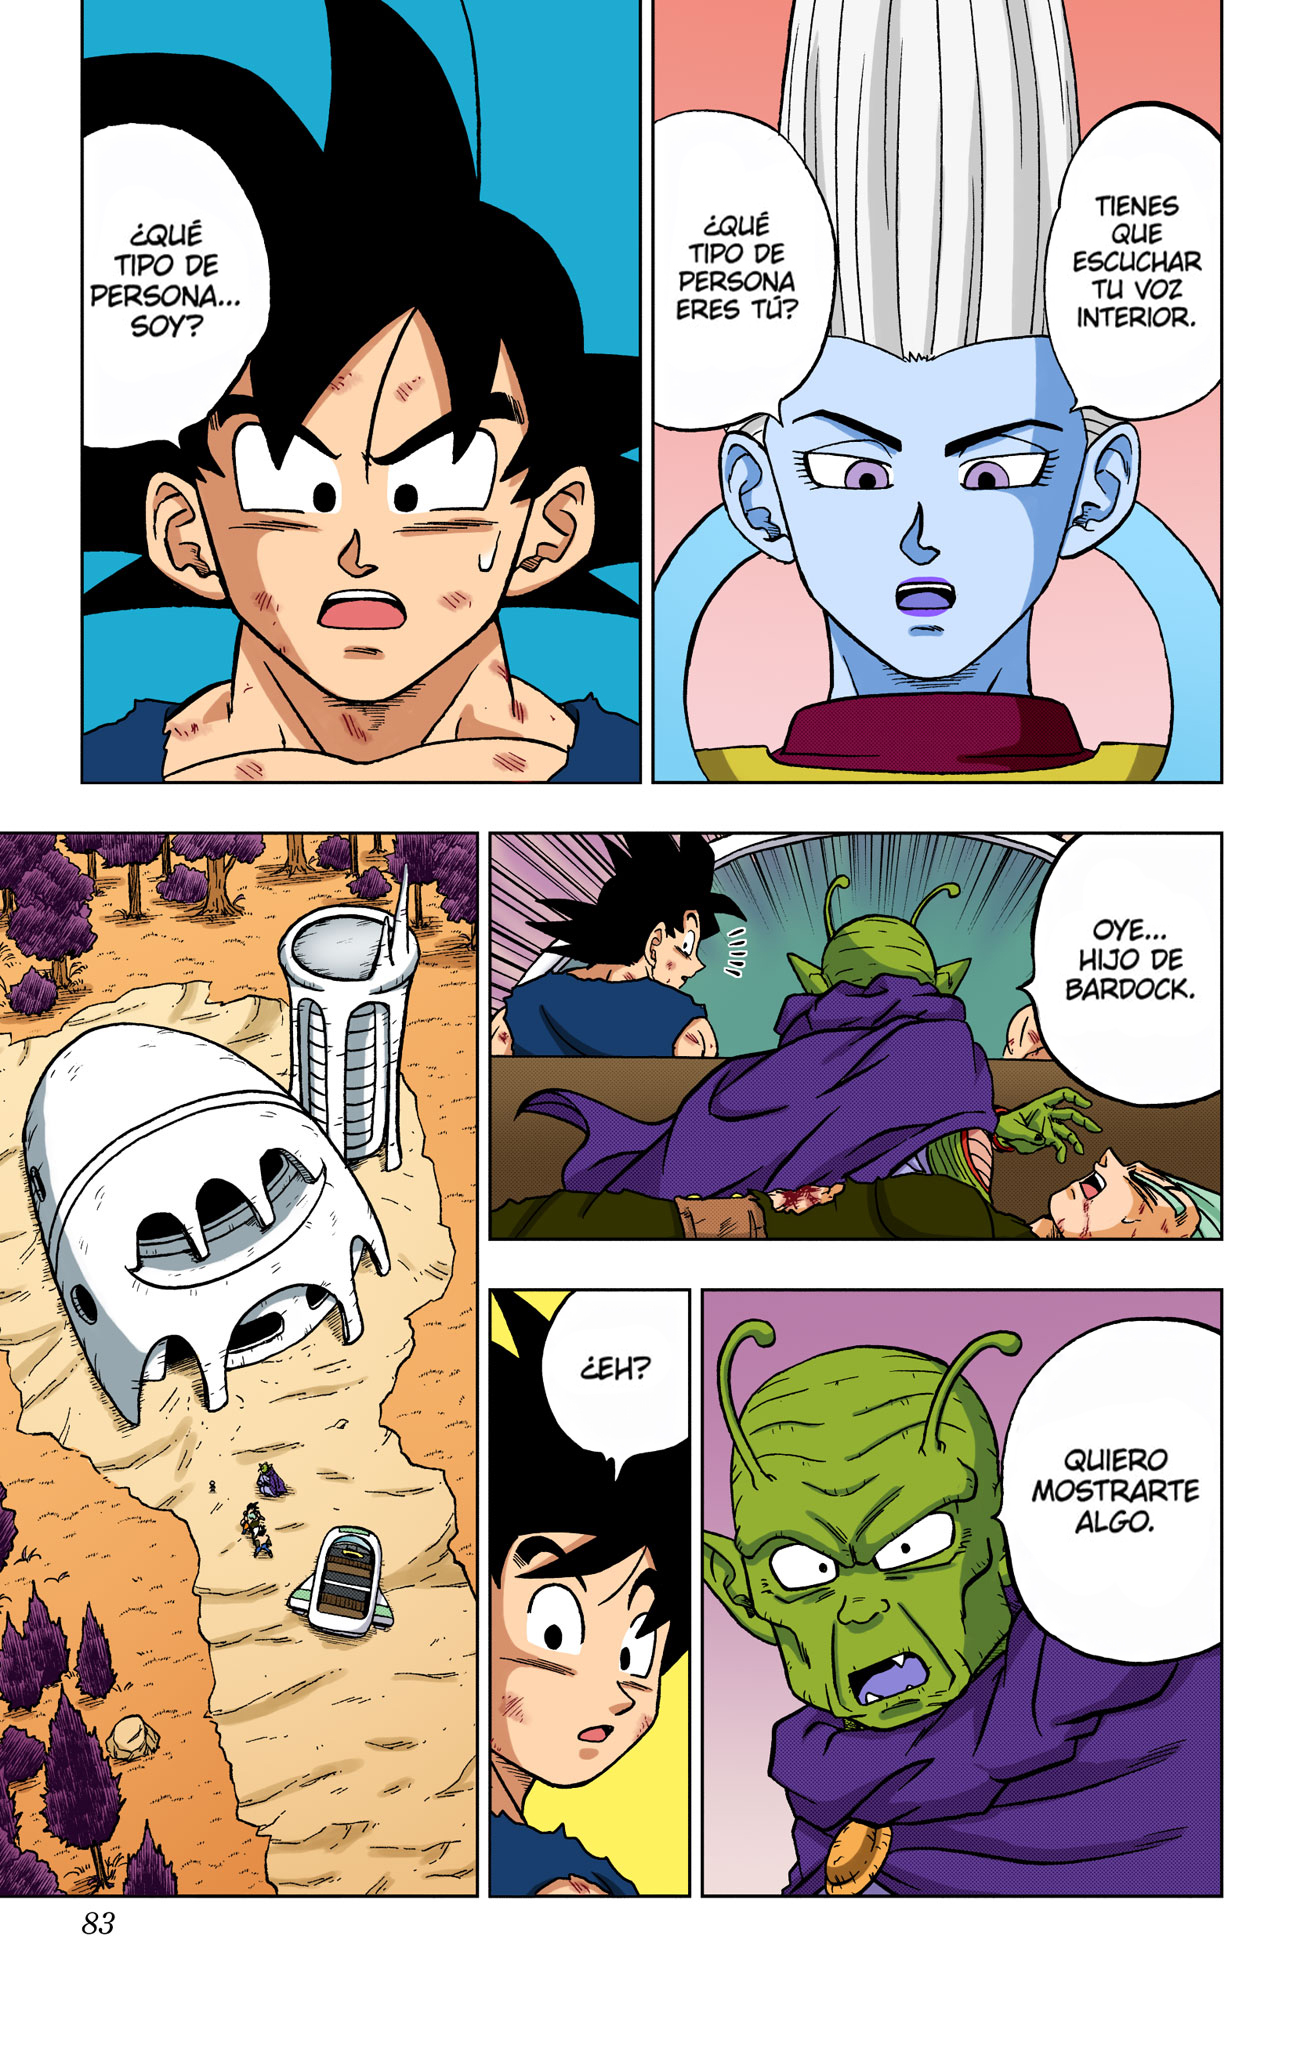 TIENES
QUE
ESCUCHAR
TU VOZ
INTERIOR.
¿QUÉ
TIPO DE
PERSONA
ERES TÚ?
¿QUÉ
TIPO DE
PERSONA...
SOY?
OYE...
HIJO DE
BARDOCK.
QUIERO
MOSTRARTE
ALGO.
¿EH?
83